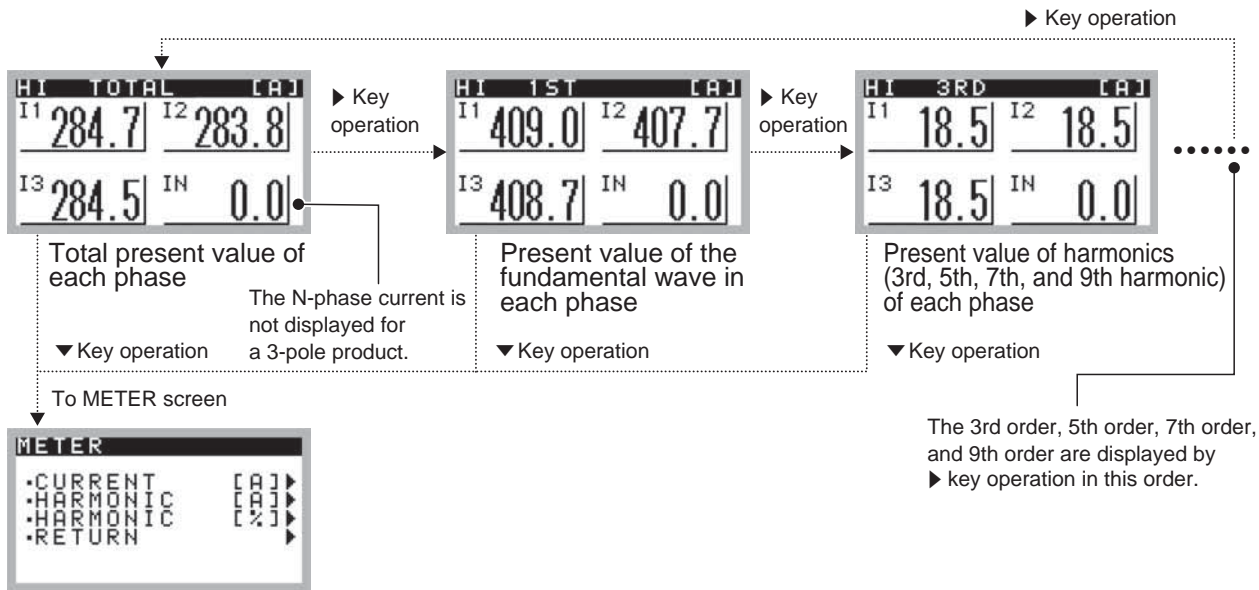 ▶ Key operation
HI TOTAL [A]
I1 284.7 I2 283.8
I3 284.5 IN 0.0
▶ Key
operation
HI 1ST [A]
I1 409.0 I2 407.7
I3 408.7 IN 0.0
▶ Key
operation
HI 3RD [A]
I1 18.5 I2 18.5
I3 18.5 IN 0.0
Total present value of
each phase
The N-phase current is
not displayed for
a 3-pole product.
Present value of the
fundamental wave in
each phase
Present value of harmonics
(3rd, 5th, 7th, and 9th harmonic)
of each phase
▼Key operation
▼Key operation
▼Key operation
To METER screen
METER
•CURRENT [A]▶
•HARMONIC [A]▶
•HARMONIC [%]▶
•RETURN ▶
The 3rd order, 5th order, 7th order,
and 9th order are displayed by
▶ key operation in this order.